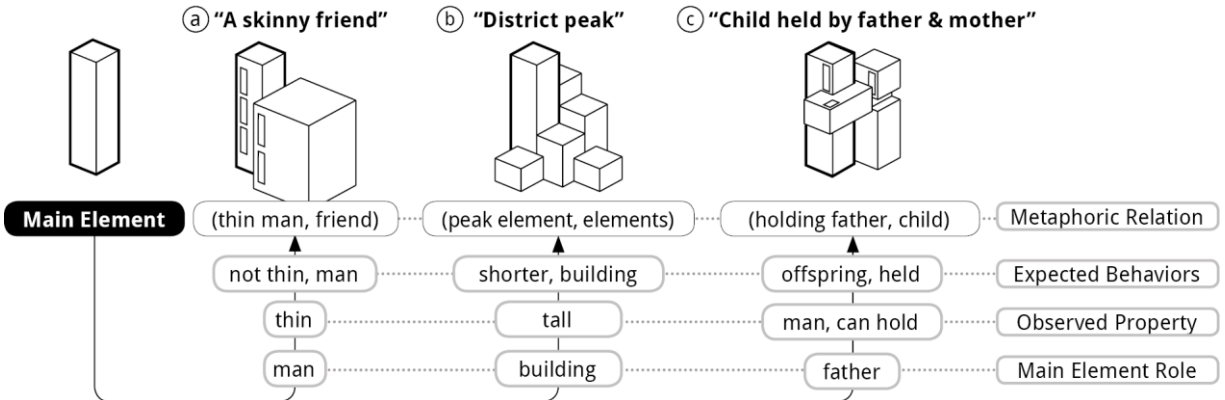 a “A skinny friend” b “District peak” c “Child held by father & mother”
Main Element (thin man, friend) (peak element, elements) (holding father, child) Metaphoric Relation
not thin, man shorter, building offspring, held Expected Behaviors
thin tall man, can hold Observed Property
man building father Main Element Role